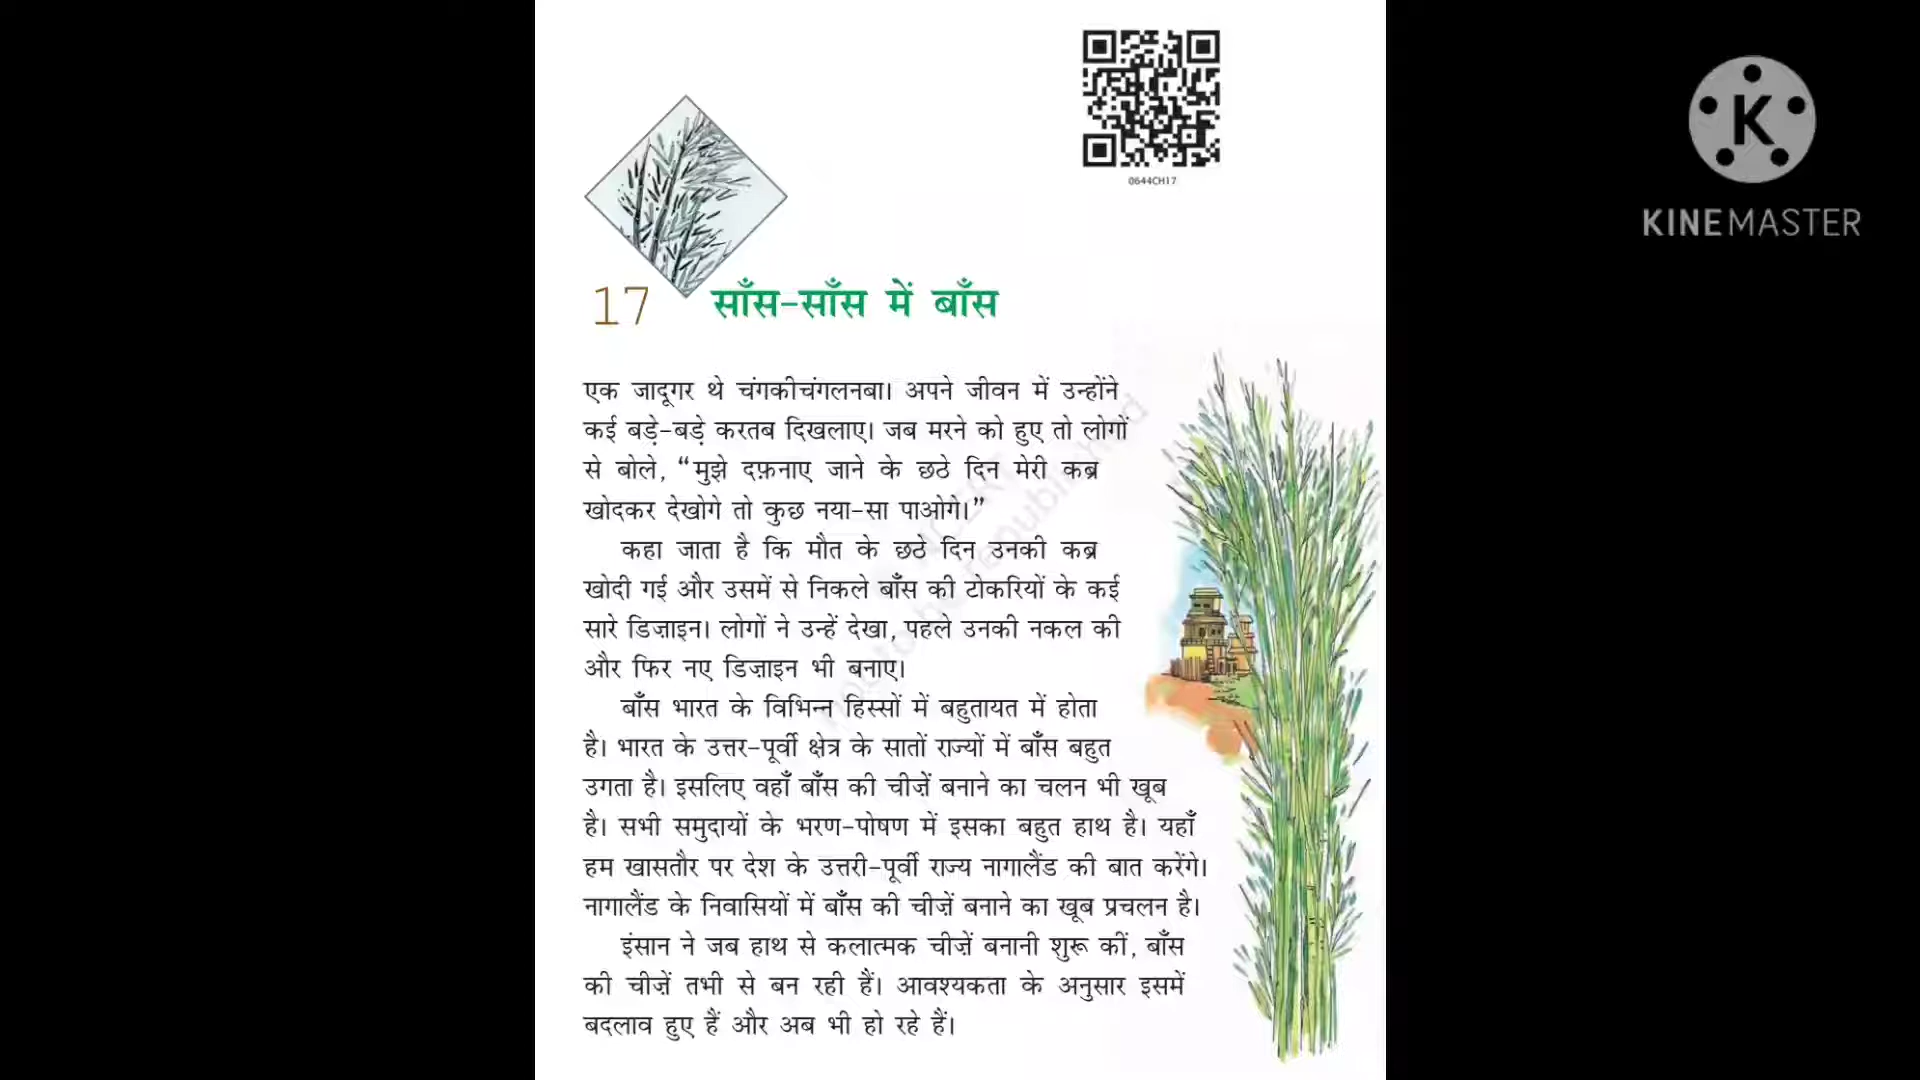 0644CH17
KINEMASTER
17 साँस-साँस में बाँस
एक जादूगर थे चंगकीचंगलनबा। अपने जीवन में उन्होंने
कई बड़े-बड़े करतब दिखलाए। जब मरने को हुए तो लोगों
से बोले, “मुझे दफ़नाए जाने के छठे दिन मेरी कब्र
खोदकर देखोगे तो कुछ नया-सा पाओगे।”
कहा जाता है कि मौत के छठे दिन उनकी कब्र
खोदी गई और उसमें से निकले बाँस की टोकरियों के कई
सारे डिज़ाइन। लोगों ने उन्हें देखा, पहले उनकी नकल की
और फिर नए डिज़ाइन भी बनाए।
बाँस भारत के विभिन्न हिस्सों में बहुतायत में होता
है। भारत के उत्तर-पूर्वी क्षेत्र के सातों राज्यों में बाँस बहुत
उगता है। इसलिए वहाँ बाँस की चीज़ें बनाने का चलन भी खूब
है। सभी समुदायों के भरण-पोषण में इसका बहुत हाथ है। यहाँ
हम खासतौर पर देश के उत्तरी-पूर्वी राज्य नागालैंड की बात करेंगे।
नागालैंड के निवासियों में बाँस की चीज़ें बनाने का खूब प्रचलन है।
इंसान ने जब हाथ से कलात्मक चीज़ें बनानी शुरू कीं, बाँस
की चीज़ें तभी से बन रही हैं। आवश्यकता के अनुसार इसमें
बदलाव हुए हैं और अब भी हो रहे हैं।